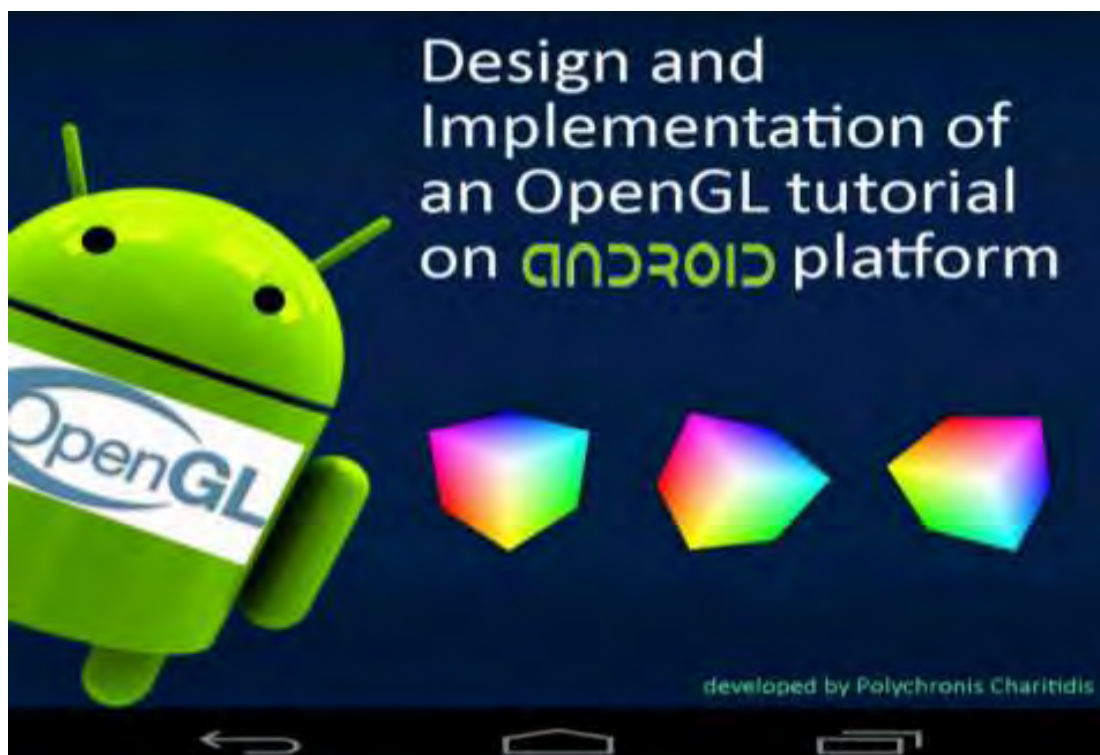 Design and
Implementation of
an OpenGL tutorial
on ANDROID platform
OpenGL
developed by Polychronis Charitidis